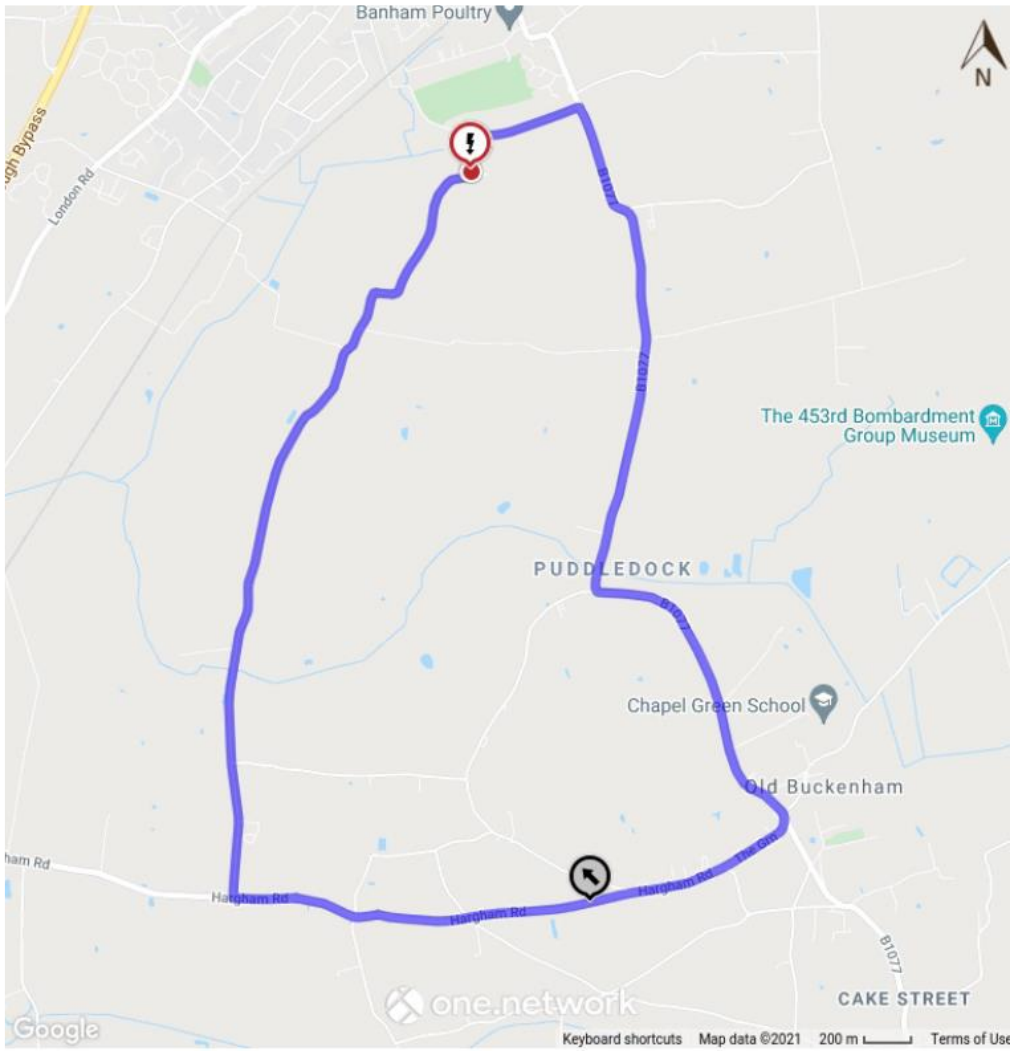 Banham Poultry
N
ugh Bypass
London Rd
B1077
B1077
The 453rd Bombardment
Group Museum
PUDDLEDOCK
B1077
Chapel Green School
Old Buckenham
The Grn
Hargham Rd
ham Rd
Hargham Rd
Hargham Rd
B1077
CAKE STREET
one.network
Google
Keyboard shortcuts Map data ©2021 200 m Terms of Use